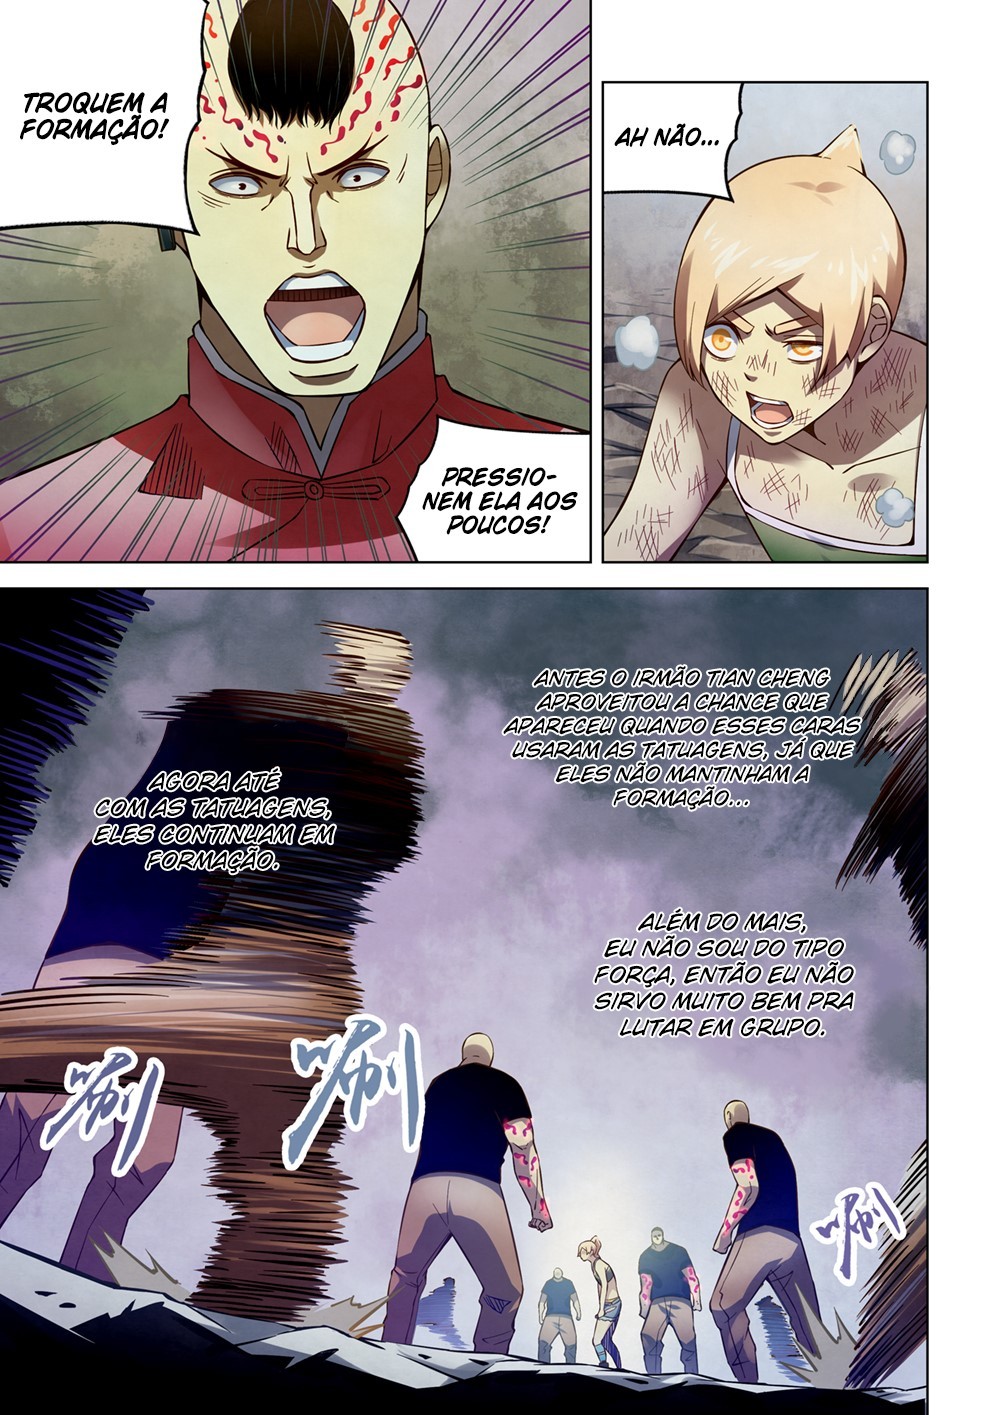 TROQUEM A
FORMAÇÃO!
PRESSIO-
NEM ELA AOS
POUCOS!
AH NÃO...
AGORA ATÉ
COM AS TATUAGENS,
ELES CONTINUAM EM
FORMAÇÃO.
ANTES O IRMÃO TIAN CHENG
APROVEITOU A CHANCE QUE
APARECEU QUANDO ESSES CARAS
USARAM AS TATUAGENS, JÁ QUE
ELES NÃO MANTINHAM A
FORMAÇÃO...
ALÉM DO MAIS,
EU NÃO SOU DO TIPO
FORÇA, ENTÃO EU NÃO
SIRVO MUITO BEM PRA
LUTAR EM GRUPO.
唰
唰
唰